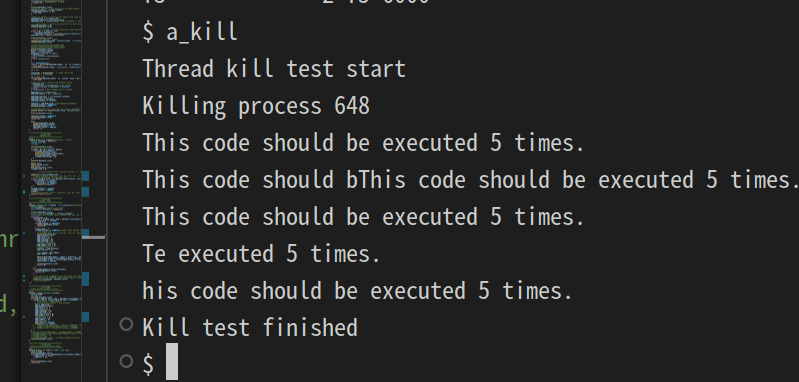 $ a_kill
Thread kill test start
Killing process 648
This code should be executed 5 times.
This code should bThis code should be executed 5 times.
This code should be executed 5 times.
Te executed 5 times.
his code should be executed 5 times.
Kill test finished
$